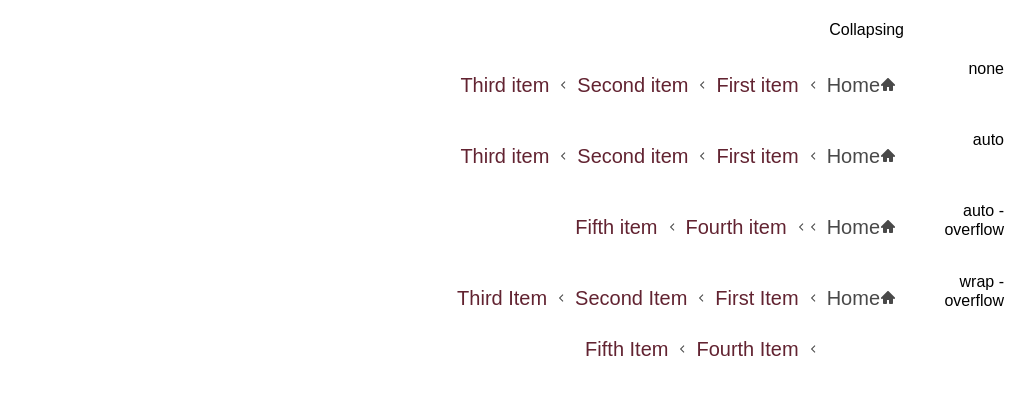 Collapsing
none
Third item ‹ Second item ‹ First item ‹ Home
auto
Third item ‹ Second item ‹ First item ‹ Home
auto -
overflow
Fifth item ‹ Fourth item ‹ ‹ Home
wrap -
overflow
Third Item ‹ Second Item ‹ First Item ‹ Home
Fifth Item ‹ Fourth Item ‹